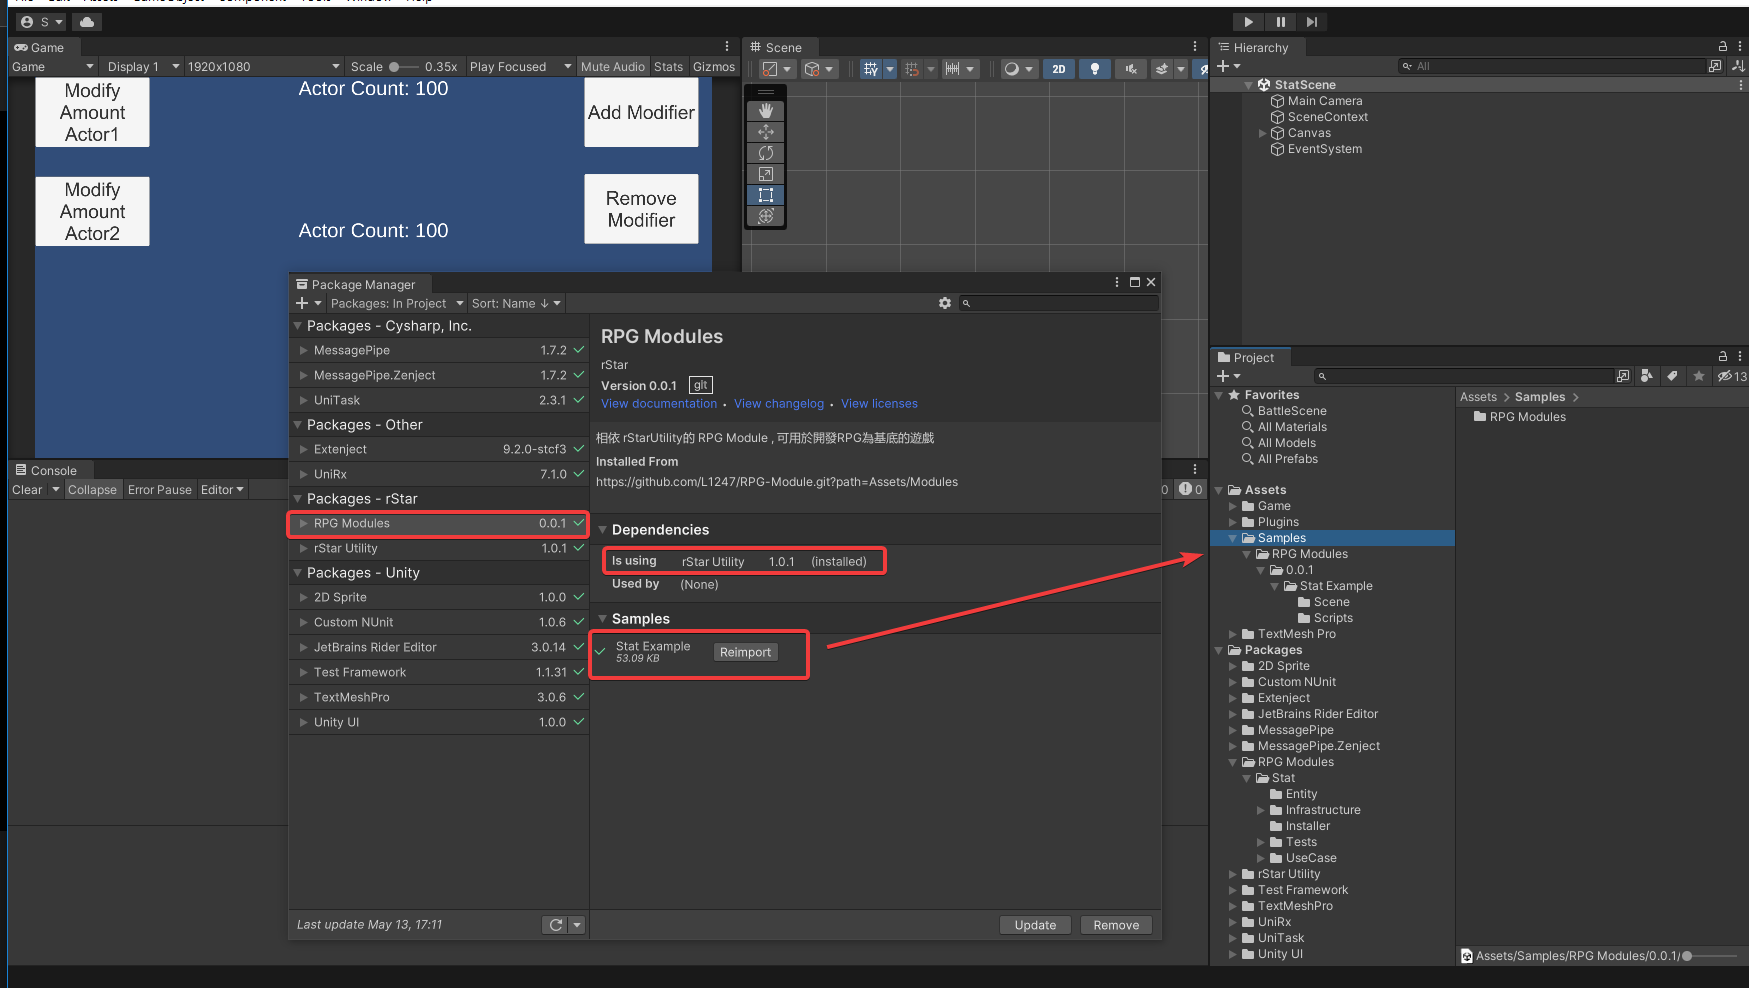 S
Game
Game
Display 1
1920x1080
Scale
0.35x
Play Focused
Mute Audio
Stats
Gizmos
Modify
Amount
Actor1
Actor Count: 100
Add Modifier
Modify
Amount
Actor2
Actor Count: 100
Remove
Modifier
Scene
2D
Hierarchy
All
StatScene
Main Camera
SceneContext
Canvas
EventSystem
Console
Clear
Collapse
Error Pause
Editor
0
0
Package Manager
Packages: In Project
Sort: Name ↓
Packages - Cysharp, Inc.
MessagePipe 1.7.2
MessagePipe.Zenject 1.7.2
UniTask 2.3.1
Packages - Other
Extenject 9.2.0-stcf3
UniRx 7.1.0
Packages - rStar
RPG Modules 0.0.1
rStar Utility 1.0.1
Packages - Unity
2D Sprite 1.0.0
Custom NUnit 1.0.6
JetBrains Rider Editor 3.0.14
Test Framework 1.1.31
TextMeshPro 3.0.6
Unity UI 1.0.0
Last update May 13, 17:11
RPG Modules
rStar
Version 0.0.1 git
View documentation • View changelog • View licenses
相依 rStarUtility的 RPG Module , 可用於開發RPG為基底的遊戲
Installed From
https://github.com/L1247/RPG-Module.git?path=Assets/Modules
Dependencies
Is using rStar Utility 1.0.1 (installed)
Used by (None)
Samples
Stat Example
53.09 KB
Reimport
Update
Remove
Project
13
Favorites
BattleScene
All Materials
All Models
All Prefabs
Assets
Game
Plugins
Samples
RPG Modules
0.0.1
Stat Example
Scene
Scripts
TextMesh Pro
Packages
2D Sprite
Custom NUnit
Extenject
JetBrains Rider Editor
MessagePipe
MessagePipe.Zenject
RPG Modules
Stat
Entity
Infrastructure
Installer
Tests
UseCase
rStar Utility
Test Framework
TextMeshPro
UniRx
UniTask
Unity UI
Assets > Samples >
RPG Modules
Assets/Samples/RPG Modules/0.0.1/